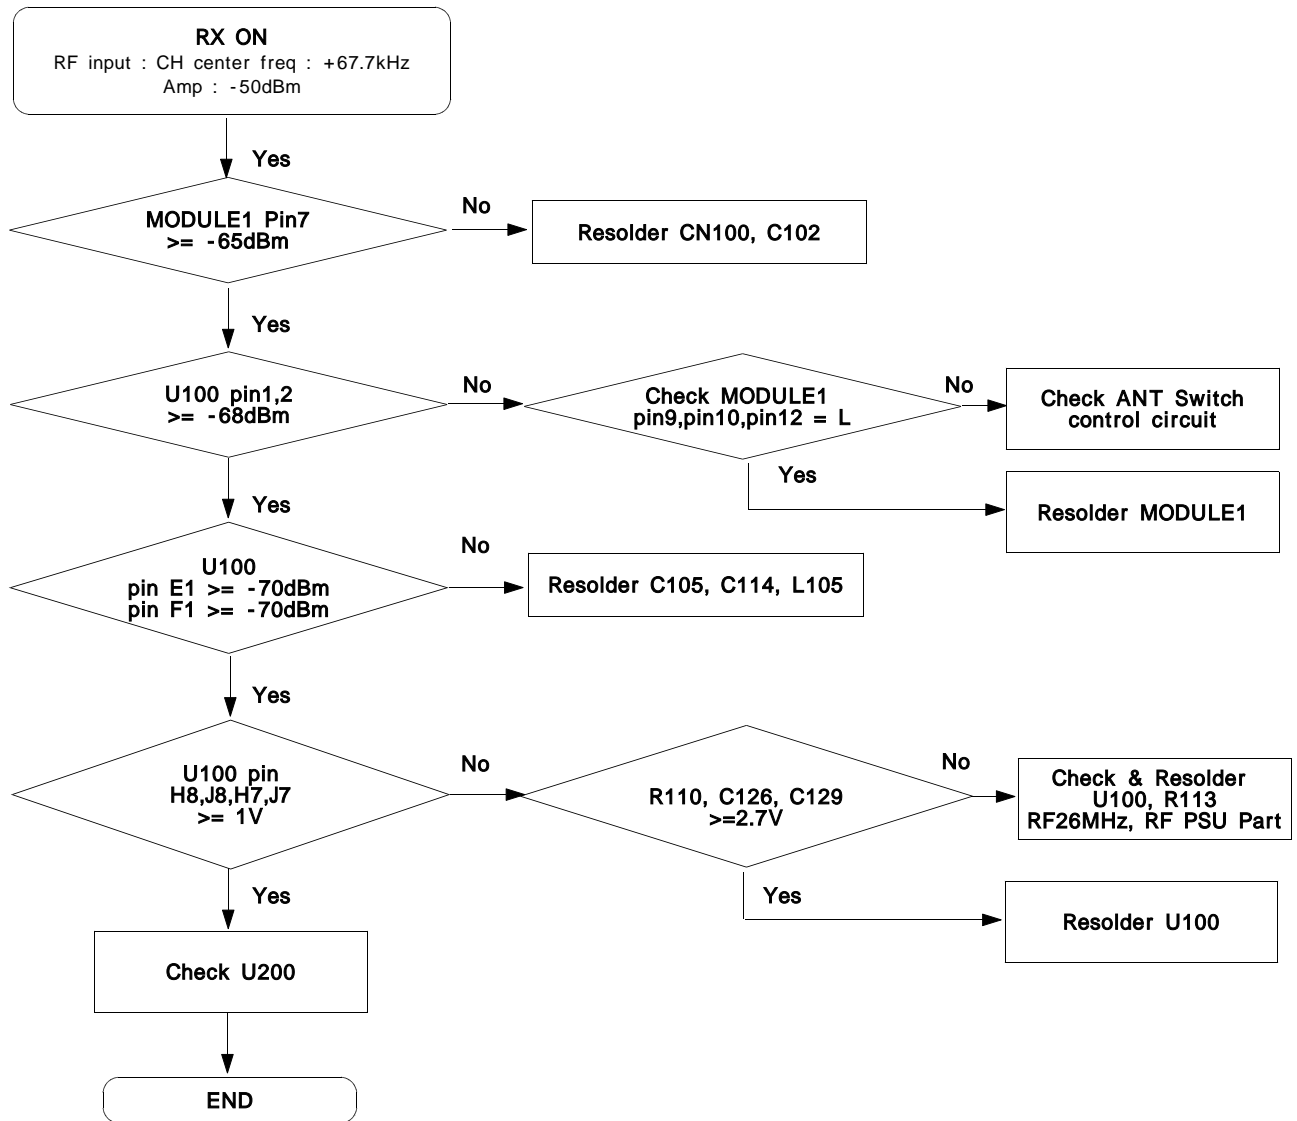 RX ON
RF input : CH center freq : +67.7kHz
Amp : -50dBm
Yes
MODULE1 Pin7
>= -65dBm
No
Resolder CN100, C102
Yes
U100 pin1,2
>= -68dBm
No
Check MODULE1
pin9,pin10,pin12 = L
No
Check ANT Switch
control circuit
Yes
Resolder MODULE1
Yes
U100
pin E1 >= -70dBm
pin F1 >= -70dBm
No
Resolder C105, C114, L105
Yes
U100 pin
H8,J8,H7,J7
>= 1V
No
R110, C126, C129
>=2.7V
No
Check & Resolder
U100, R113
RF26MHz, RF PSU Part
Yes
Resolder U100
Yes
Check U200
END